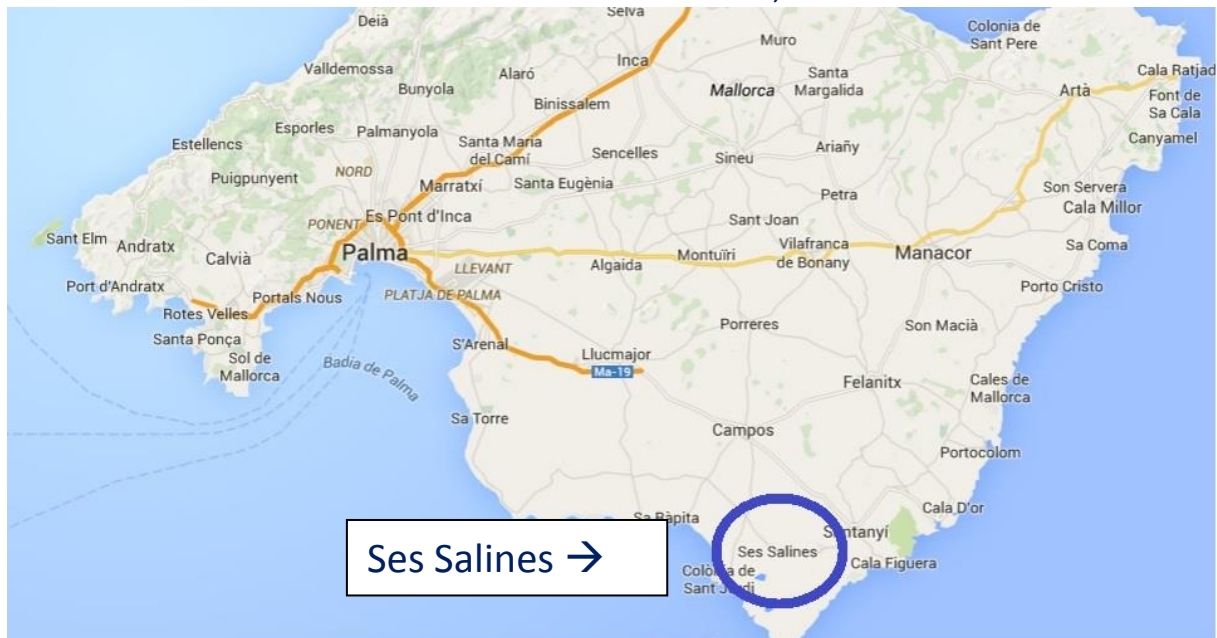 Deià
Selva
Colonia de
Sant Pere
Muro
Valldemossa
Inca
Alaró
Santa
Margalida
Cala Ratjad
Bunyola
Mallorca
Artà
Font de
Sa Cala
Binissalem
Esporles
Palmanyola
Canyamel
Estellencs
Santa Maria
del Camí
Sencelles
Sineu
Ariañy
NORD
Puigpunyent
Marratxí
Santa Eugènia
Petra
Son Servera
Cala Millor
PONENT
Es Pont d'Inca
Sant Joan
Sant Elm
Andratx
Calvià
Palma
LLEVANT
Algaida
Montuïri
Vilafranca
de Bonany
Manacor
Sa Coma
Port d'Andratx
Portals Nous
PLATJA DE PALMA
Porto Cristo
Rotes Velles
Santa Ponça
Porreres
Son Macià
S'Arenal
Llucmajor
Sol de
Mallorca
Badia de Palma
Ma-19
Felanitx
Cales de
Mallorca
Sa Torre
Campos
Portocolom
Sa Ràpita
Cala D'or
Santanyí
Ses Salines →
Ses Salines
Cala Figuera
Colònia de
Sant Jordi